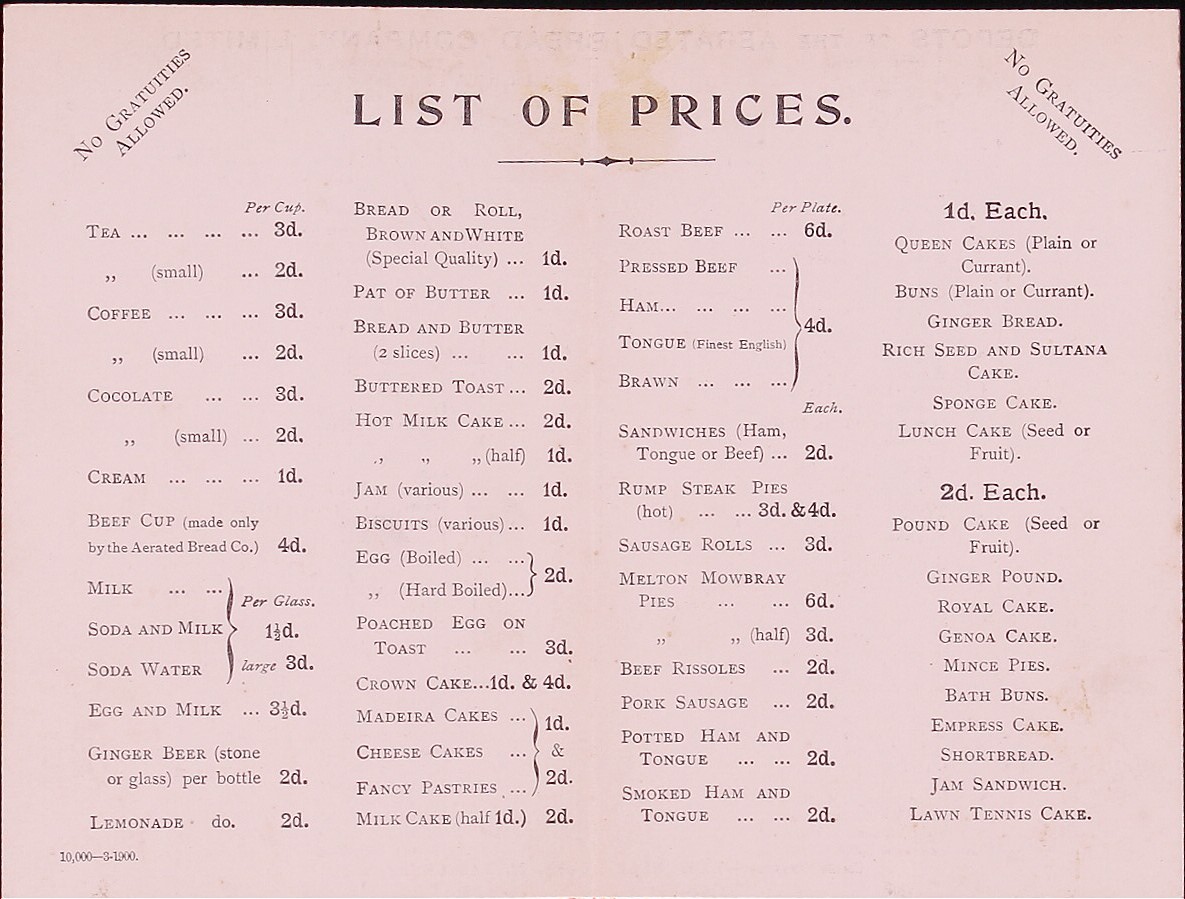 No Gratuities
Allowed.
No Gratuities
Allowed.
LIST OF PRICES.
Per Cup.
Tea ... ... ... ... 3d.
„ (small) ... 2d.
Coffee ... ... ... 3d.
„ (small) ... 2d.
Cocolate ... ... 3d.
„ (small) ... 2d.
Cream ... ... ... 1d.
Beef Cup (made only
by the Aerated Bread Co.) 4d.
Milk ... ...
Per Glass.
Soda and Milk 1½d.
Soda Water large 3d.
Egg and Milk ... 3½d.
Ginger Beer (stone
or glass) per bottle 2d.
Lemonade do. 2d.
10,000—3-1900.
Bread or Roll,
Brown and White
(Special Quality) ... 1d.
Pat of Butter ... 1d.
Bread and Butter
(2 slices) ... ... 1d.
Buttered Toast ... 2d.
Hot Milk Cake ... 2d.
„ „ „ (half) 1d.
Jam (various) ... ... 1d.
Biscuits (various) ... 1d.
Egg (Boiled) ... ...
2d.
„ (Hard Boiled)...
Poached Egg on
Toast ... ... 3d.
Crown Cake...1d. & 4d.
Madeira Cakes ... 1d.
Cheese Cakes ... &
Fancy Pastries ... 2d.
Milk Cake (half 1d.) 2d.
Per Plate.
Roast Beef ... ... 6d.
Pressed Beef ...
Ham... ... ... ...
4d.
Tongue (Finest English)
Brawn ... ... ...
Each.
Sandwiches (Ham,
Tongue or Beef) ... 2d.
Rump Steak Pies
(hot) ... ... 3d. & 4d.
Sausage Rolls ... 3d.
Melton Mowbray
Pies ... ... 6d.
„ „ (half) 3d.
Beef Rissoles ... 2d.
Pork Sausage ... 2d.
Potted Ham and
Tongue ... ... 2d.
Smoked Ham and
Tongue ... ... 2d.
1d. Each.
Queen Cakes (Plain or
Currant).
Buns (Plain or Currant).
Ginger Bread.
Rich Seed and Sultana
Cake.
Sponge Cake.
Lunch Cake (Seed or
Fruit).
2d. Each.
Pound Cake (Seed or
Fruit).
Ginger Pound.
Royal Cake.
Genoa Cake.
Mince Pies.
Bath Buns.
Empress Cake.
Shortbread.
Jam Sandwich.
Lawn Tennis Cake.